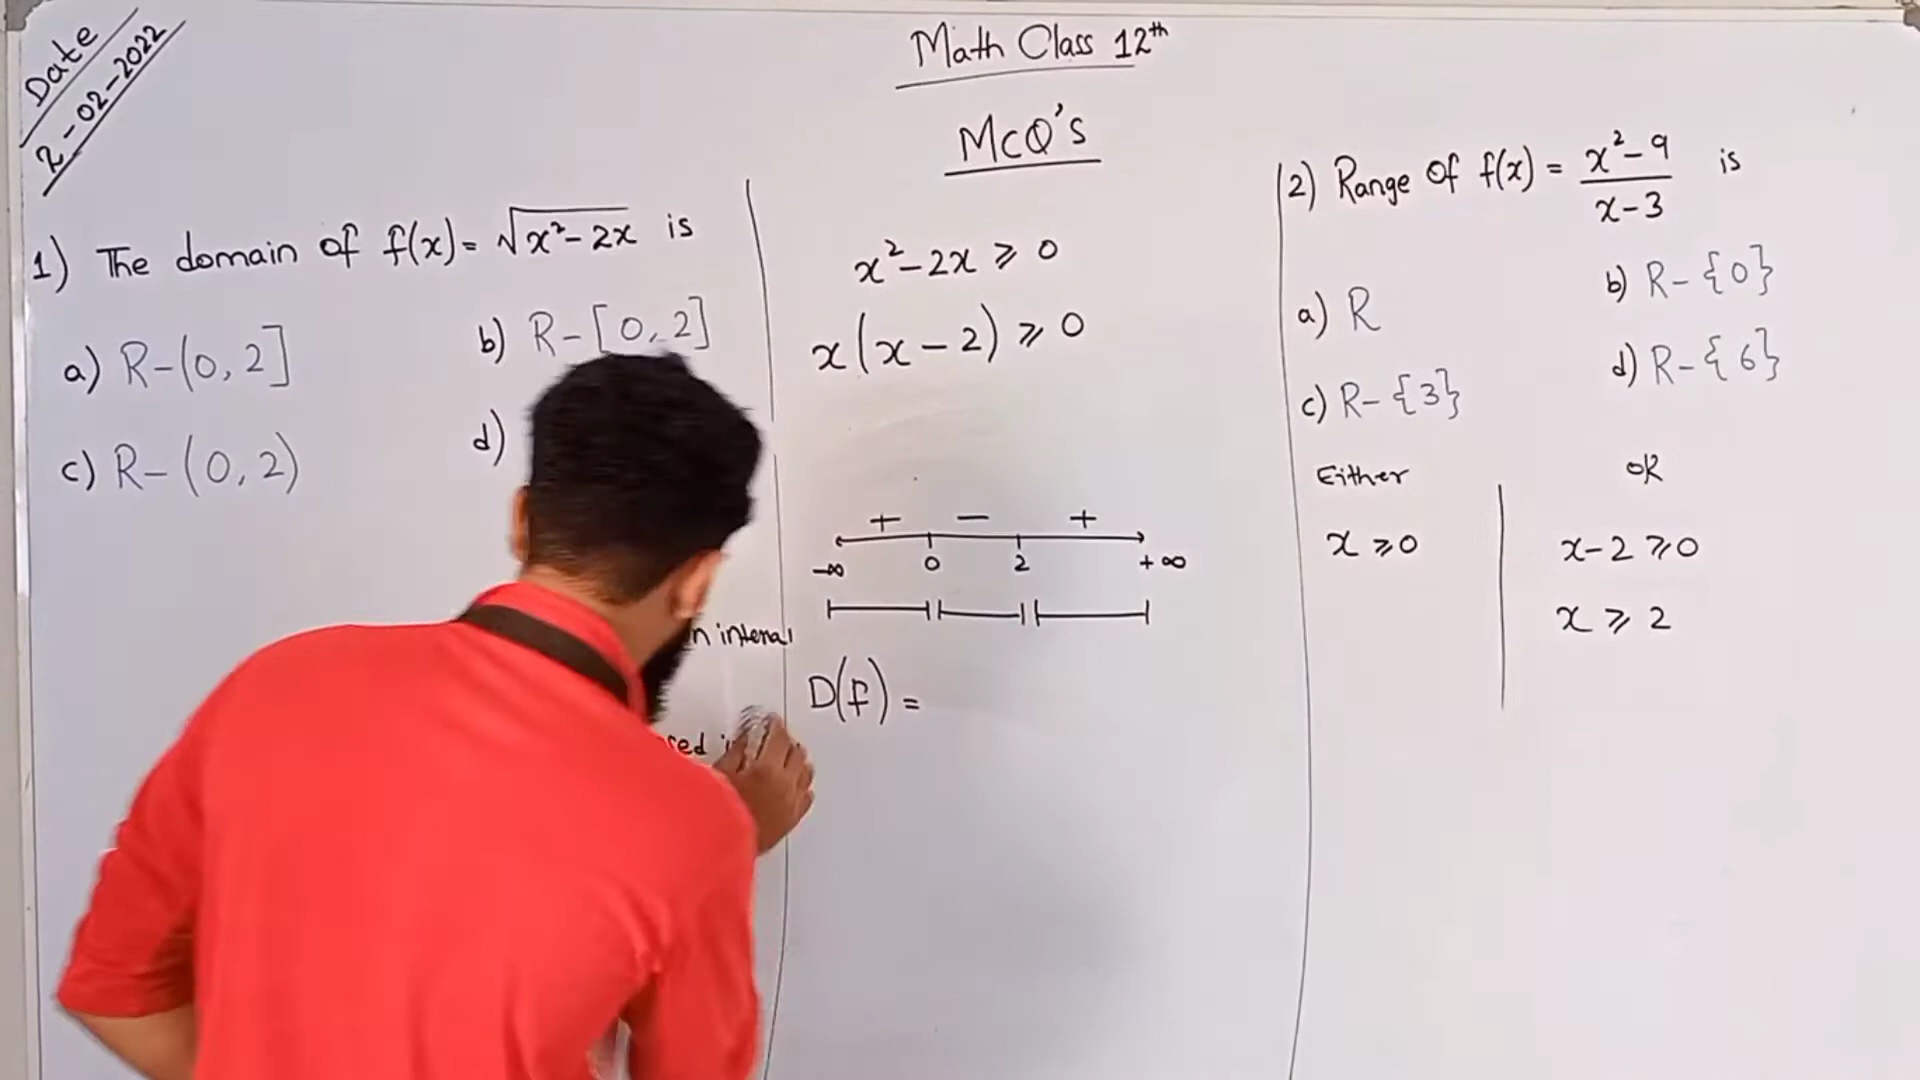 Date
2-02-2022
Math Class 12th
MCQ's
1) The domain of f(x) = √(x²-2x) is
a) R-(0, 2]
b) R-[0, 2]
c) R-(0, 2)
d)
interval
x²-2x ⩾ 0
x(x-2) ⩾ 0
+ - +
-∞ 0 2 +∞
D(f) =
2) Range of f(x) = (x²-9)/(x-3) is
a) R
b) R-{0}
c) R-{3}
d) R-{6}
Either
OR
x ⩾ 0
x-2 ⩾ 0
x ⩾ 2